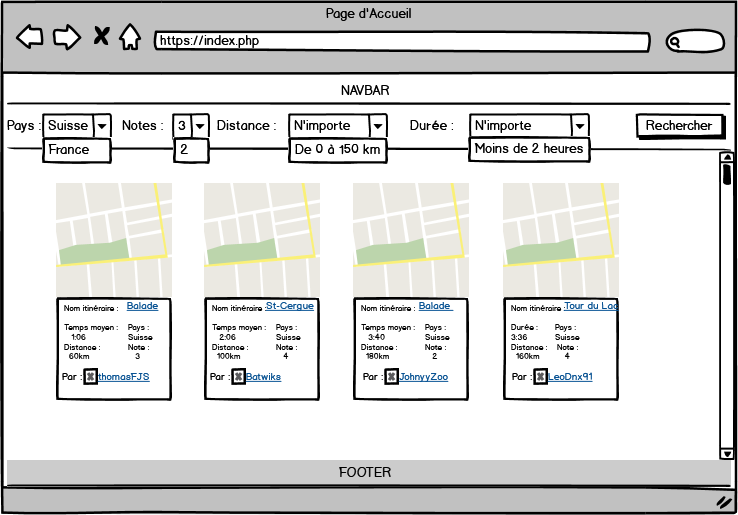 Page d'Accueil
https://index.php
NAVBAR
Pays : Suisse Notes : 3 Distance : N'importe Durée : N'importe Rechercher
France 2 De 0 à 150 km Moins de 2 heures
Nom itinéraire : Balade
Temps moyen : Pays :
1:06 Suisse
Distance : Note :
60km 3
Par : thomasFJS
Nom itinéraire : St-Cergue
Temps moyen : Pays :
2:06 Suisse
Distance : Note :
100km 4
Par : Batwiks
Nom itinéraire : Balade
Temps moyen : Pays :
3:40 Suisse
Distance : Note :
180km 2
Par : JohnyyZoo
Nom itinéraire : Tour du Lac
Durée : Pays :
3:36 Suisse
Distance : Note :
160km 4
Par : LeoDnx91
FOOTER